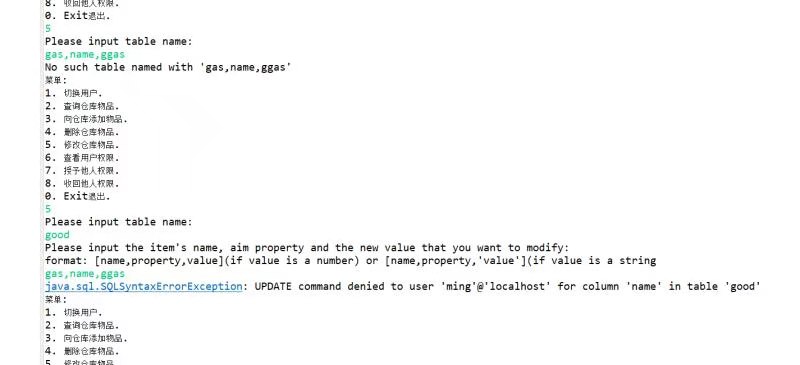 8. 收回他人权限.
0. Exit退出.
5
Please input table name:
gas,name,ggas
No such table named with 'gas,name,ggas'
菜单:
1. 切换用户.
2. 查询仓库物品.
3. 向仓库添加物品.
4. 删除仓库物品.
5. 修改仓库物品.
6. 查看用户权限.
7. 授予他人权限.
8. 收回他人权限.
0. Exit退出.
5
Please input table name:
good
Please input the item's name, aim property and the new value that you want to modify:
format: [name,property,value](if value is a number) or [name,property,'value'](if value is a string
gas,name,ggas
java.sql.SQLSyntaxErrorException: UPDATE command denied to user 'ming'@'localhost' for column 'name' in table 'good'
菜单:
1. 切换用户.
2. 查询仓库物品.
3. 向仓库添加物品.
4. 删除仓库物品.
5. 修改仓库物品.